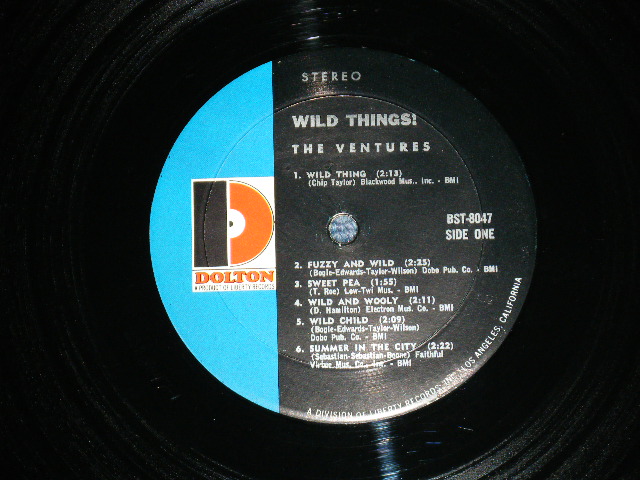 STEREO
WILD THINGS!
THE VENTURES
1. WILD THING (2:13)
(Chip Taylor) Blackwood Mus., Inc. - BMI
BST-8047
SIDE ONE
DOLTON
A PRODUCT OF LIBERTY RECORDS
2. FUZZY AND WILD (2:25)
(Bogle-Edwards-Taylor-Wilson) Dobo Pub. Co. - BMI
3. SWEET PEA (1:55)
(T. Roe) Low-Twi Mus. - BMI
4. WILD AND WOOLY (2:11)
(D. Hamilton) Electron Mus. Co. - BMI
5. WILD CHILD (2:09)
(Bogle-Edwards-Taylor-Wilson)
Dobo Pub. Co. - BMI
6. SUMMER IN THE CITY (2:22)
(Sebastian-Sebastian-Boone) Faithful
Virtue Mus. Co., Inc. - BMI
A DIVISION OF LIBERTY RECORDS, INC., LOS ANGELES, CALIFORNIA